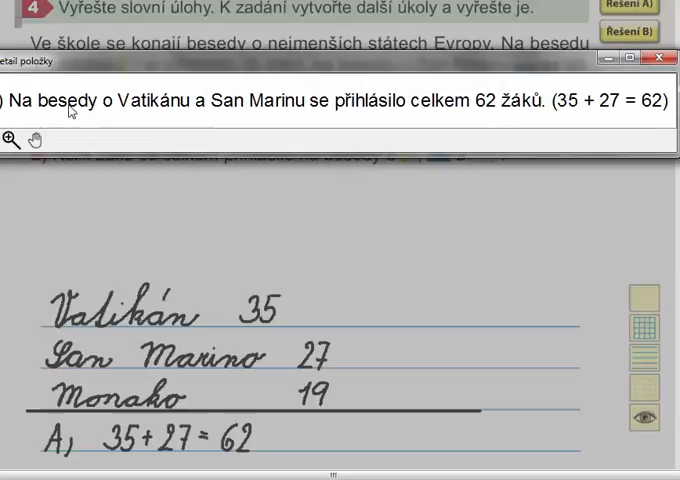 4 Vyřešte slovní úlohy. K zadání vytvořte další úkoly a vyřešte je.
Řešení A)
Řešení B)
Ve škole se konají besedy o nejmenších státech Evropy. Na besedu
etail položky
) Na besedy o Vatikánu a San Marinu se přihlásilo celkem 62 žáků. (35 + 27 = 62)
Vatikán 35
San Marino 27
Monako 19
A) 35 + 27 = 62